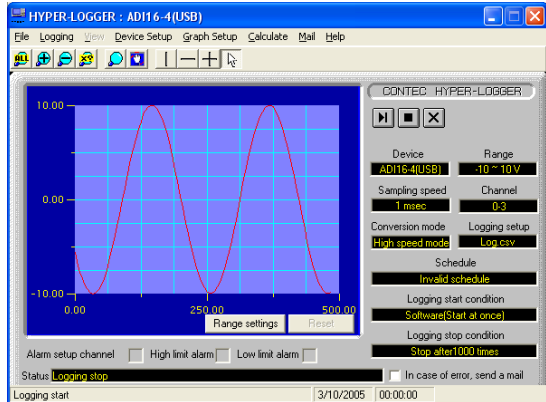 HYPER-LOGGER : ADI16-4(USB)
File Logging View Device Setup Graph Setup Calculate Mail Help
ALL X?
CONTEC HYPER-LOGGER
10.00
0.00
-10.00
0.00 250.00 500.00
Range settings Reset
Device Range
ADI16-4(USB) -10 ~ 10 V
Sampling speed Channel
1 msec 0-3
Conversion mode Logging setup
High speed mode Log.csv
Schedule
Invalid schedule
Logging start condition
Software(Start at once)
Logging stop condition
Stop after1000 times
Alarm setup channel High limit alarm Low limit alarm
Status Logging stop
In case of error, send a mail
Logging start 3/10/2005 00:00:00